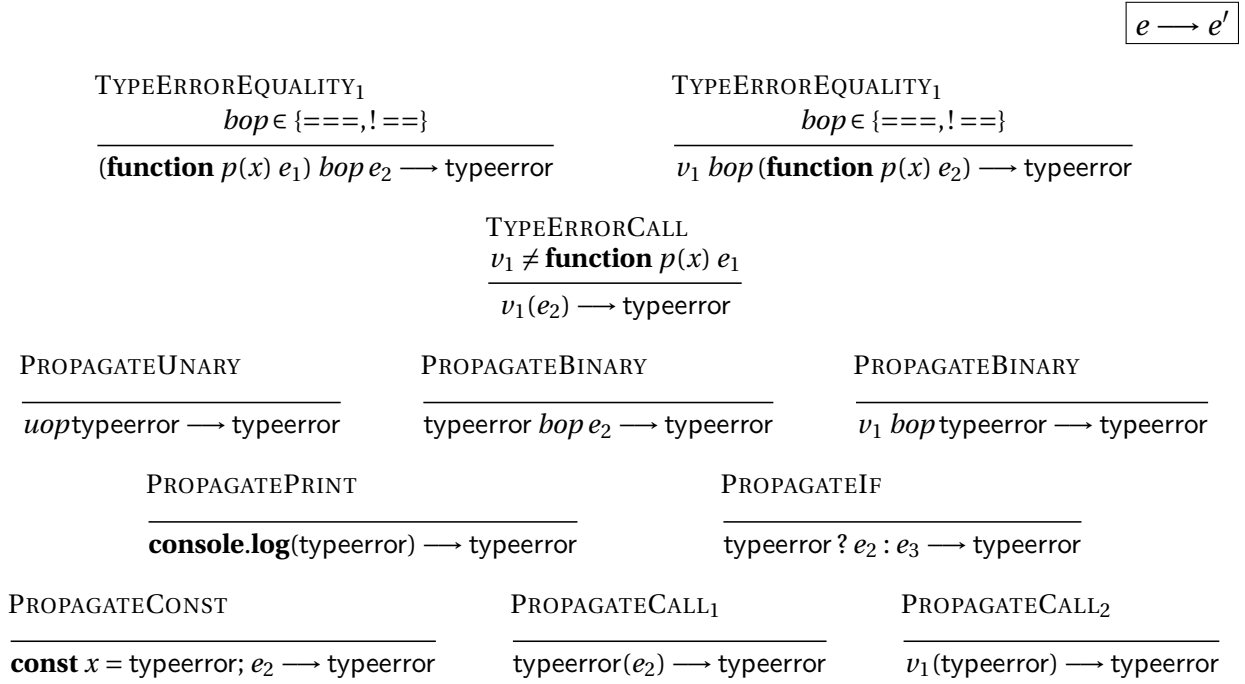 e ⟶ e′
TYPEERROREQUALITY₁ TYPEERROREQUALITY₁
bop ∈ {===,! ==} bop ∈ {===,! ==}
(function p(x) e₁) bop e₂ ⟶ typeerror v₁ bop (function p(x) e₂) ⟶ typeerror
TYPEERRORCALL
v₁ ≠ function p(x) e₁
v₁(e₂) ⟶ typeerror
PROPAGATEUNARY PROPAGATEBINARY PROPAGATEBINARY
uoptypeerror ⟶ typeerror typeerror bop e₂ ⟶ typeerror v₁ bop typeerror ⟶ typeerror
PROPAGATEPRINT PROPAGATEIF
console.log(typeerror) ⟶ typeerror typeerror ? e₂ : e₃ ⟶ typeerror
PROPAGATECONST PROPAGATECALL₁ PROPAGATECALL₂
const x = typeerror; e₂ ⟶ typeerror typeerror(e₂) ⟶ typeerror v₁(typeerror) ⟶ typeerror